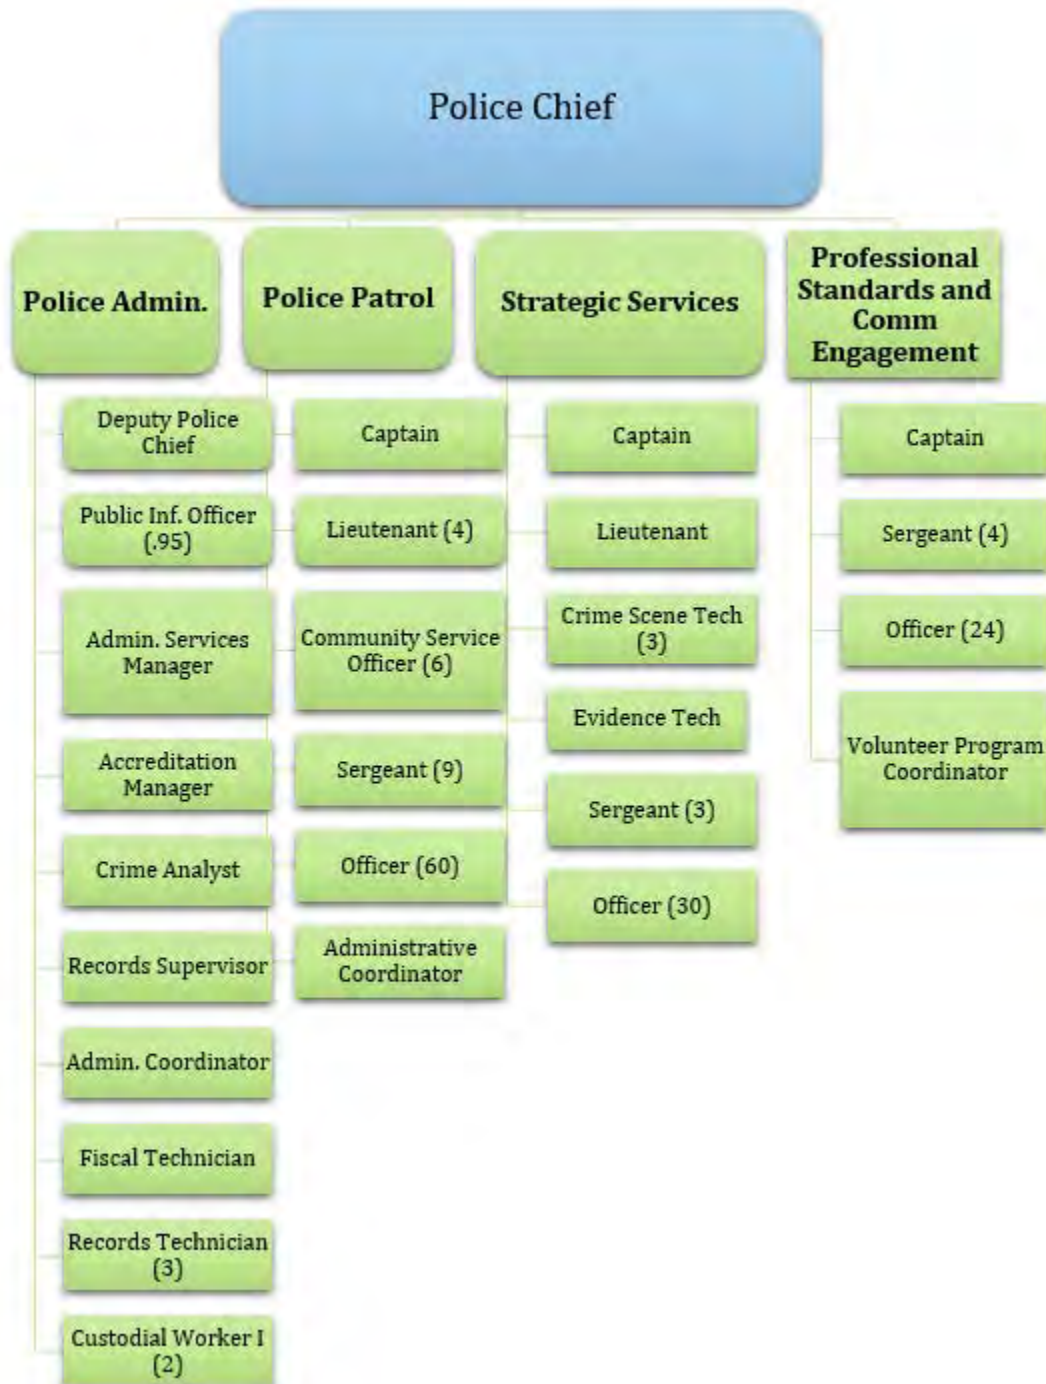 Police Chief
Police Admin.
Deputy Police
Chief
Public Inf. Officer
(.95)
Admin. Services
Manager
Accreditation
Manager
Crime Analyst
Records Supervisor
Admin. Coordinator
Fiscal Technician
Records Technician
(3)
Custodial Worker I
(2)
Police Patrol
Captain
Lieutenant (4)
Community Service
Officer (6)
Sergeant (9)
Officer (60)
Administrative
Coordinator
Strategic Services
Captain
Lieutenant
Crime Scene Tech
(3)
Evidence Tech
Sergeant (3)
Officer (30)
Professional
Standards and
Comm
Engagement
Captain
Sergeant (4)
Officer (24)
Volunteer Program
Coordinator